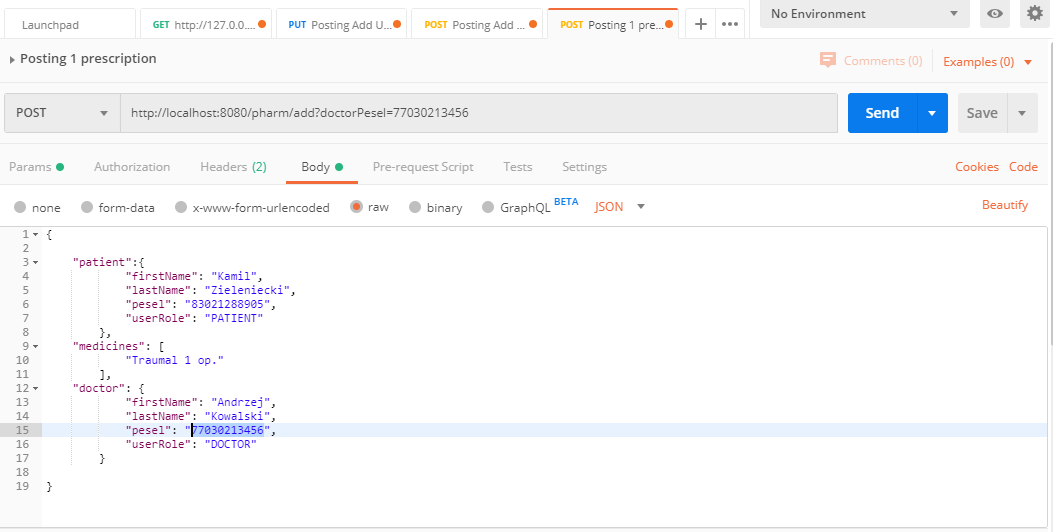 Launchpad GET http://127.0.0.... PUT Posting Add U... POST Posting Add ... POST Posting 1 pre... + ••• No Environment
Posting 1 prescription Comments (0) Examples (0)
POST http://localhost:8080/pharm/add?doctorPesel=77030213456 Send Save
Params Authorization Headers (2) Body Pre-request Script Tests Settings Cookies Code
none form-data x-www-form-urlencoded raw binary GraphQL BETA JSON Beautify
1 {
2
3 "patient":{
4 "firstName": "Kamil",
5 "lastName": "Zieleniecki",
6 "pesel": "83021288905",
7 "userRole": "PATIENT"
8 },
9 "medicines": [
10 "Traumal 1 op."
11 ],
12 "doctor": {
13 "firstName": "Andrzej",
14 "lastName": "Kowalski",
15 "pesel": "77030213456",
16 "userRole": "DOCTOR"
17 }
18
19 }